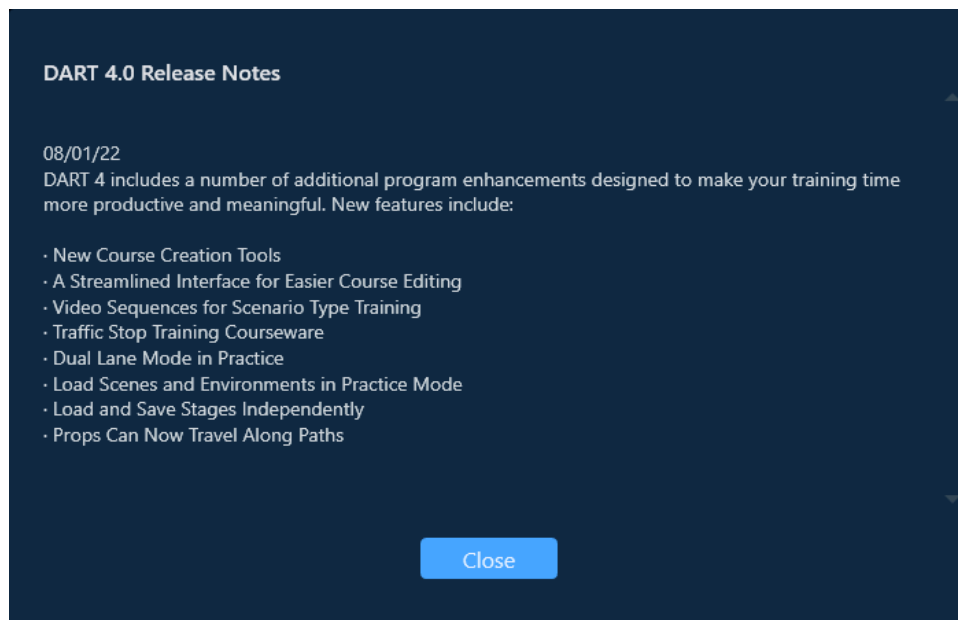 DART 4.0 Release Notes
08/01/22
DART 4 includes a number of additional program enhancements designed to make your training time
more productive and meaningful. New features include:
· New Course Creation Tools
· A Streamlined Interface for Easier Course Editing
· Video Sequences for Scenario Type Training
· Traffic Stop Training Courseware
· Dual Lane Mode in Practice
· Load Scenes and Environments in Practice Mode
· Load and Save Stages Independently
· Props Can Now Travel Along Paths
Close